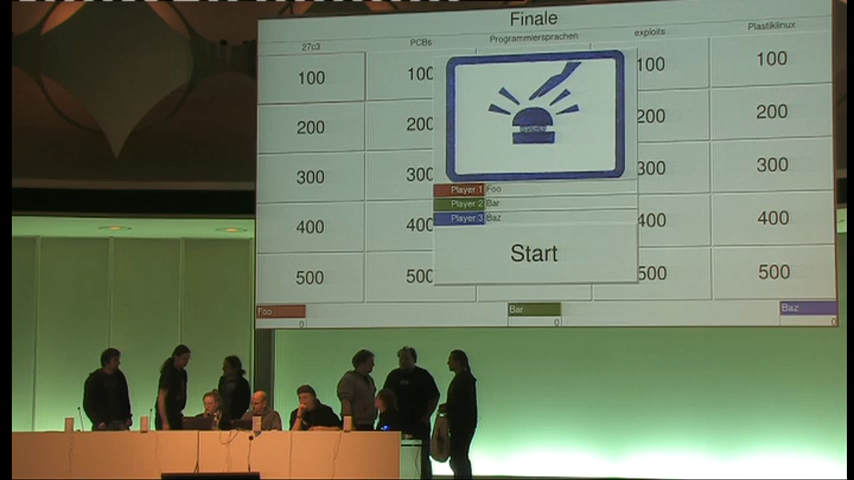 Finale
27c3 PCBs Programmiersprachen exploits Plastiklinux
100 100 100 100
200 200 200 200
300 300 300 300
400 400 400 400
500 500 500 500
Player 1 Foo
Player 2 Bar
Player 3 Baz
Start
Foo Bar Baz
0 0 0